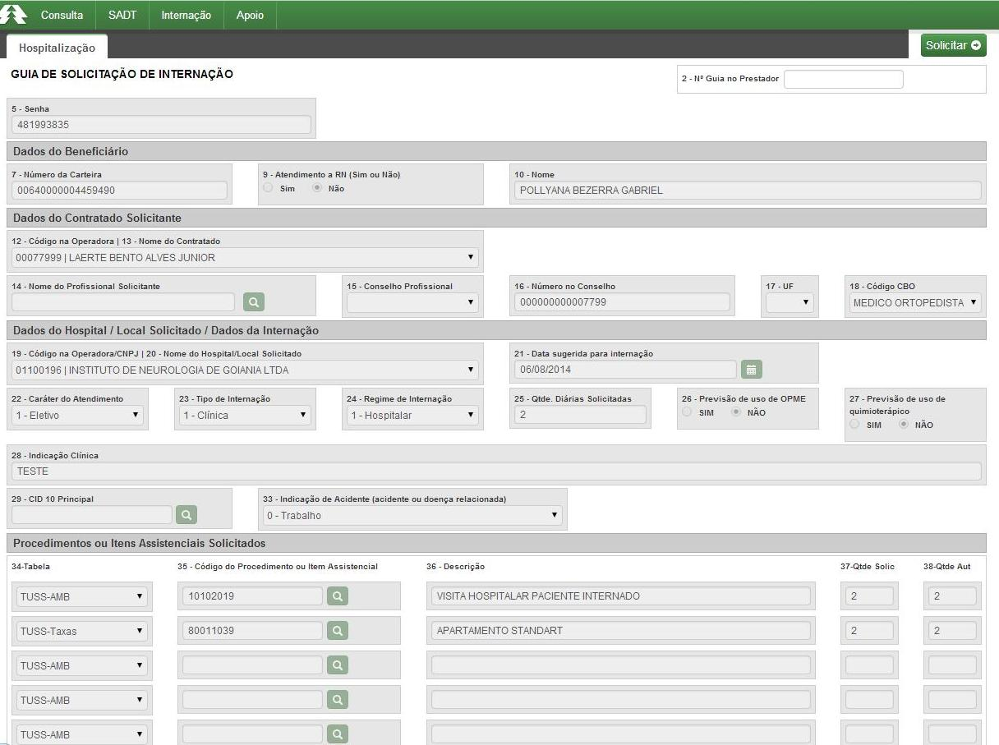 Consulta SADT Internação Apoio
Hospitalização Solicitar
GUIA DE SOLICITAÇÃO DE INTERNAÇÃO
2 - Nº Guia no Prestador
5 - Senha
481993835
Dados do Beneficiário
7 - Número da Carteira 9 - Atendimento a RN (Sim ou Não) 10 - Nome
00640000004459490 Sim Não POLLYANA BEZERRA GABRIEL
Dados do Contratado Solicitante
12 - Código na Operadora | 13 - Nome do Contratado
00077999 | LAERTE BENTO ALVES JUNIOR
14 - Nome do Profissional Solicitante 15 - Conselho Profissional 16 - Número no Conselho 17 - UF 18 - Código CBO
000000000007799 MEDICO ORTOPEDISTA
Dados do Hospital / Local Solicitado / Dados da Internação
19 - Código na Operadora/CNPJ | 20 - Nome do Hospital/Local Solicitado 21 - Data sugerida para internação
01100196 | INSTITUTO DE NEUROLOGIA DE GOIANIA LTDA 06/08/2014
22 - Caráter do Atendimento 23 - Tipo de Internação 24 - Regime de Internação 25 - Qtde. Diárias Solicitadas 26 - Previsão de uso de OPME 27 - Previsão de uso de
quimioterápico
1 - Eletivo 1 - Clínica 1 - Hospitalar 2 SIM NÃO SIM NÃO
28 - Indicação Clínica
TESTE
29 - CID 10 Principal 33 - Indicação de Acidente (acidente ou doença relacionada)
0 - Trabalho
Procedimentos ou Itens Assistenciais Solicitados
34-Tabela 35 - Código do Procedimento ou Item Assistencial 36 - Descrição 37-Qtde Solic 38-Qtde Aut
TUSS-AMB 10102019 VISITA HOSPITALAR PACIENTE INTERNADO 2 2
TUSS-Taxas 80011039 APARTAMENTO STANDART 2 2
TUSS-AMB
TUSS-AMB
TUSS-AMB